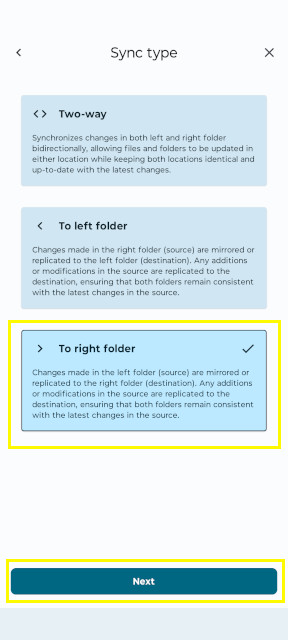 Sync type
Two-way
Synchronizes changes in both left and right folder
bidirectionally, allowing files and folders to be updated in
either location while keeping both locations identical and
up-to-date with the latest changes.
To left folder
Changes made in the right folder (source) are mirrored or
replicated to the left folder (destination). Any additions
or modifications in the source are replicated to the
destination, ensuring that both folders remain consistent
with the latest changes in the source.
To right folder
Changes made in the left folder (source) are mirrored or
replicated to the right folder (destination). Any additions
or modifications in the source are replicated to the
destination, ensuring that both folders remain consistent
with the latest changes in the source.
Next